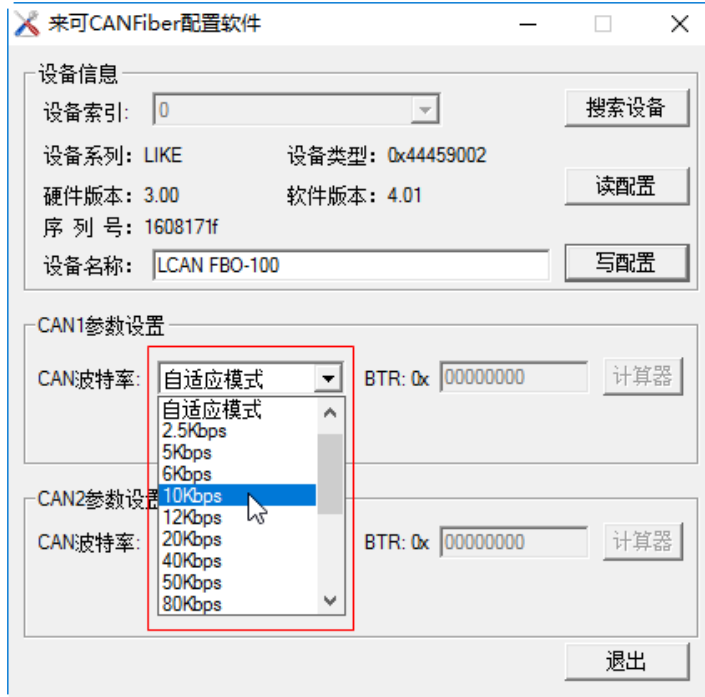 来可CANFiber配置软件
设备信息
设备索引: 0
搜索设备
设备系列: LIKE 设备类型: 0x44459002
读配置
硬件版本: 3.00 软件版本: 4.01
序 列 号: 1608171f
设备名称: LCAN FBO-100
写配置
CAN1参数设置
CAN波特率: 自适应模式 BTR: 0x 00000000 计算器
自适应模式
2.5Kbps
5Kbps
6Kbps
10Kbps
12Kbps
20Kbps
40Kbps
50Kbps
80Kbps
CAN2参数设置
CAN波特率: BTR: 0x 00000000 计算器
退出